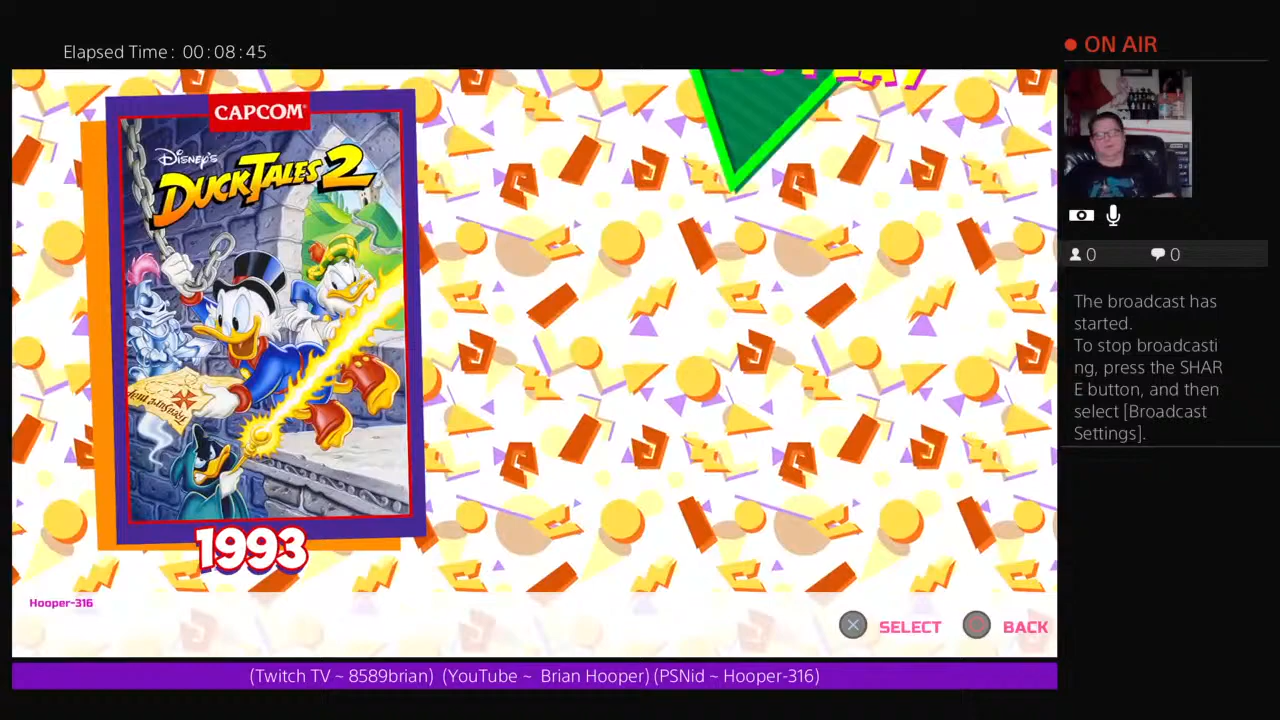 Elapsed Time: 00:08:45
ON AIR
CAPCOM
Disney's
DUCKTALES 2
Treasure Map
1993
0
0
The broadcast has
started.
To stop broadcasti
ng, press the SHAR
E button, and then
select [Broadcast
Settings].
Hooper-316
SELECT
BACK
(Twitch TV ~ 8589brian) (YouTube ~ Brian Hooper) (PSNid ~ Hooper-316)